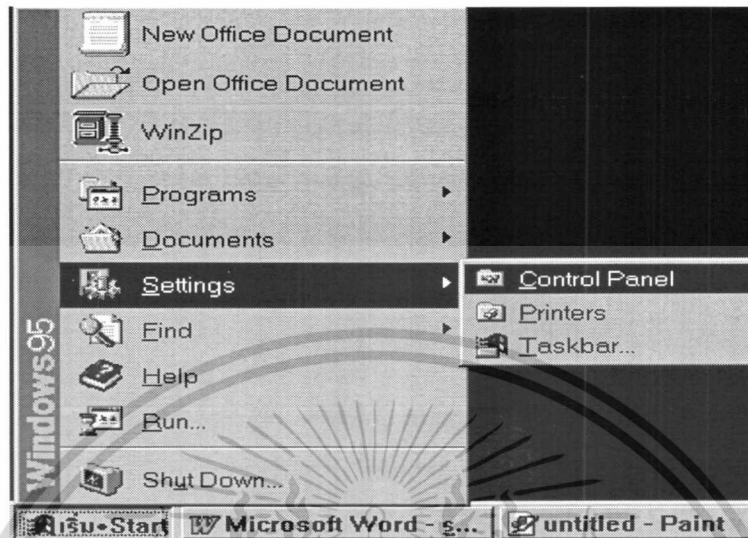 New Office Document
Open Office Document
WinZip
Programs
Documents
Settings
Control Panel
Printers
Taskbar...
Find
Help
Run...
Shut Down...
Windows95
เริ่ม•Start
Microsoft Word - s...
untitled - Paint